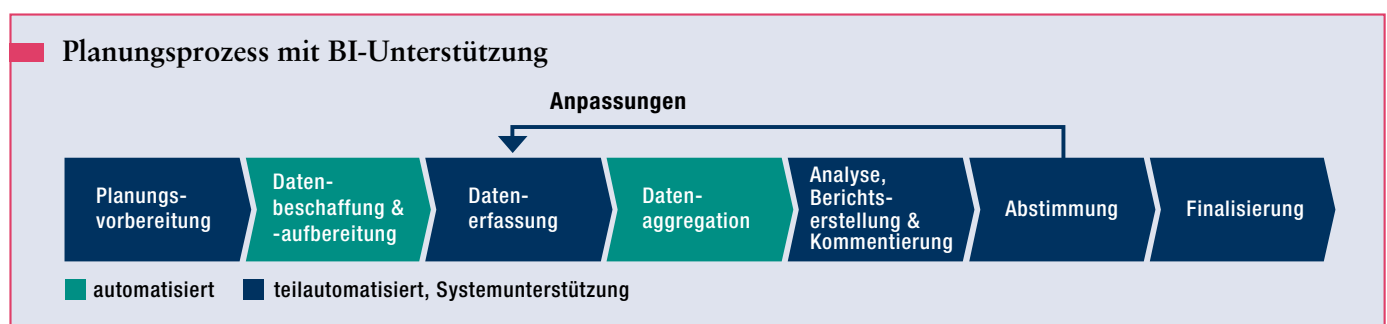 Planungsprozess mit BI-Unterstützung
Anpassungen
Planungs-
vorbereitung
Daten-
beschaffung &
-aufbereitung
Daten-
erfassung
Daten-
aggregation
Analyse,
Berichts-
erstellung &
Kommentierung
Abstimmung
Finalisierung
automatisiert
teilautomatisiert, Systemunterstützung